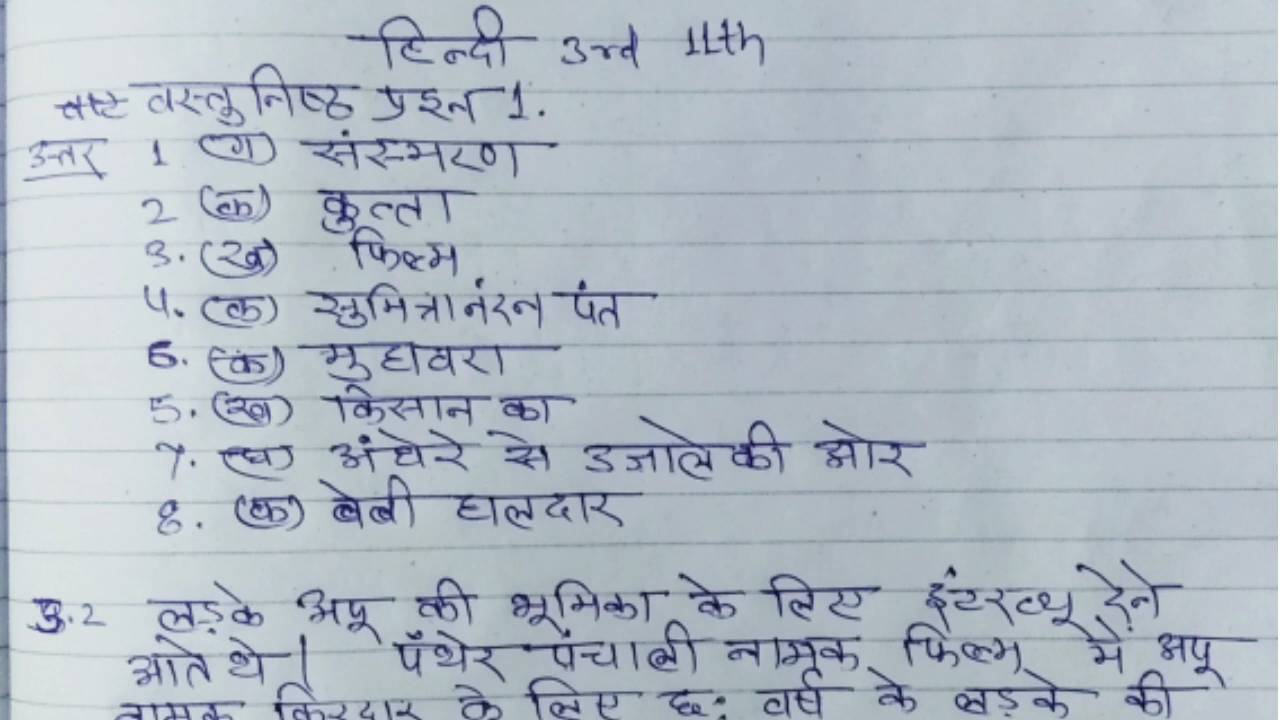 हिन्दी 3rd 11th
वस्तुनिष्ठ प्रश्न 1.
उत्तर 1 (ग) संस्मरण
2 (क) कुत्ता
3. (ख) फिल्म
4. (क) सुमित्रानंदन पंत
6. (क) मुहावरा
5. (ख) किसान का
7. (घ) अंधेरे से उजाले की ओर
8. (क) बेबी हालदार
प्र.2 लड़के अपू की भूमिका के लिए इंटरव्यू देने
आते थे। पँथेर पंचाली नामक फिल्म में अपू
नामक किरदार के लिए छः वर्ष के लड़के की